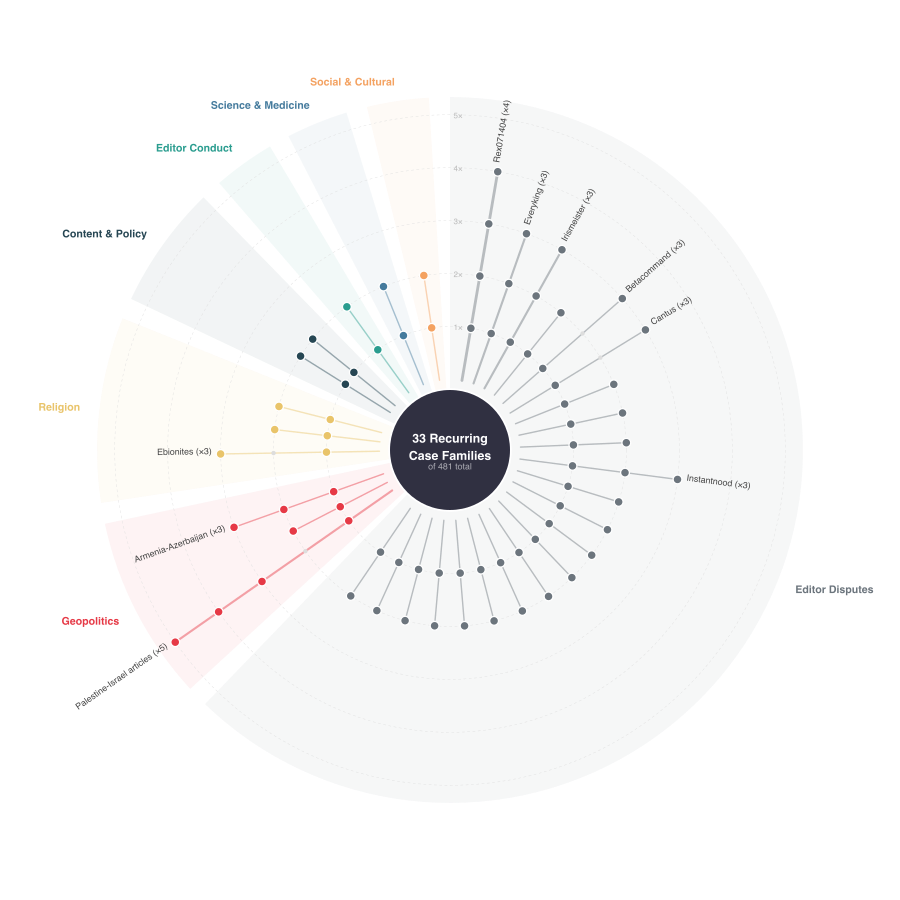 Social & Cultural
Science & Medicine
Editor Conduct
Content & Policy
Religion
Geopolitics
Editor Disputes
5×
4×
3×
2×
1×
Rex071404 (×4)
Everyking (×3)
Irismeister (×3)
Betacommand (×3)
Cantus (×3)
Instantnood (×3)
Ebionites (×3)
Armenia-Azerbaijan (×3)
Palestine-Israel articles (×5)
33 Recurring
Case Families
of 481 total